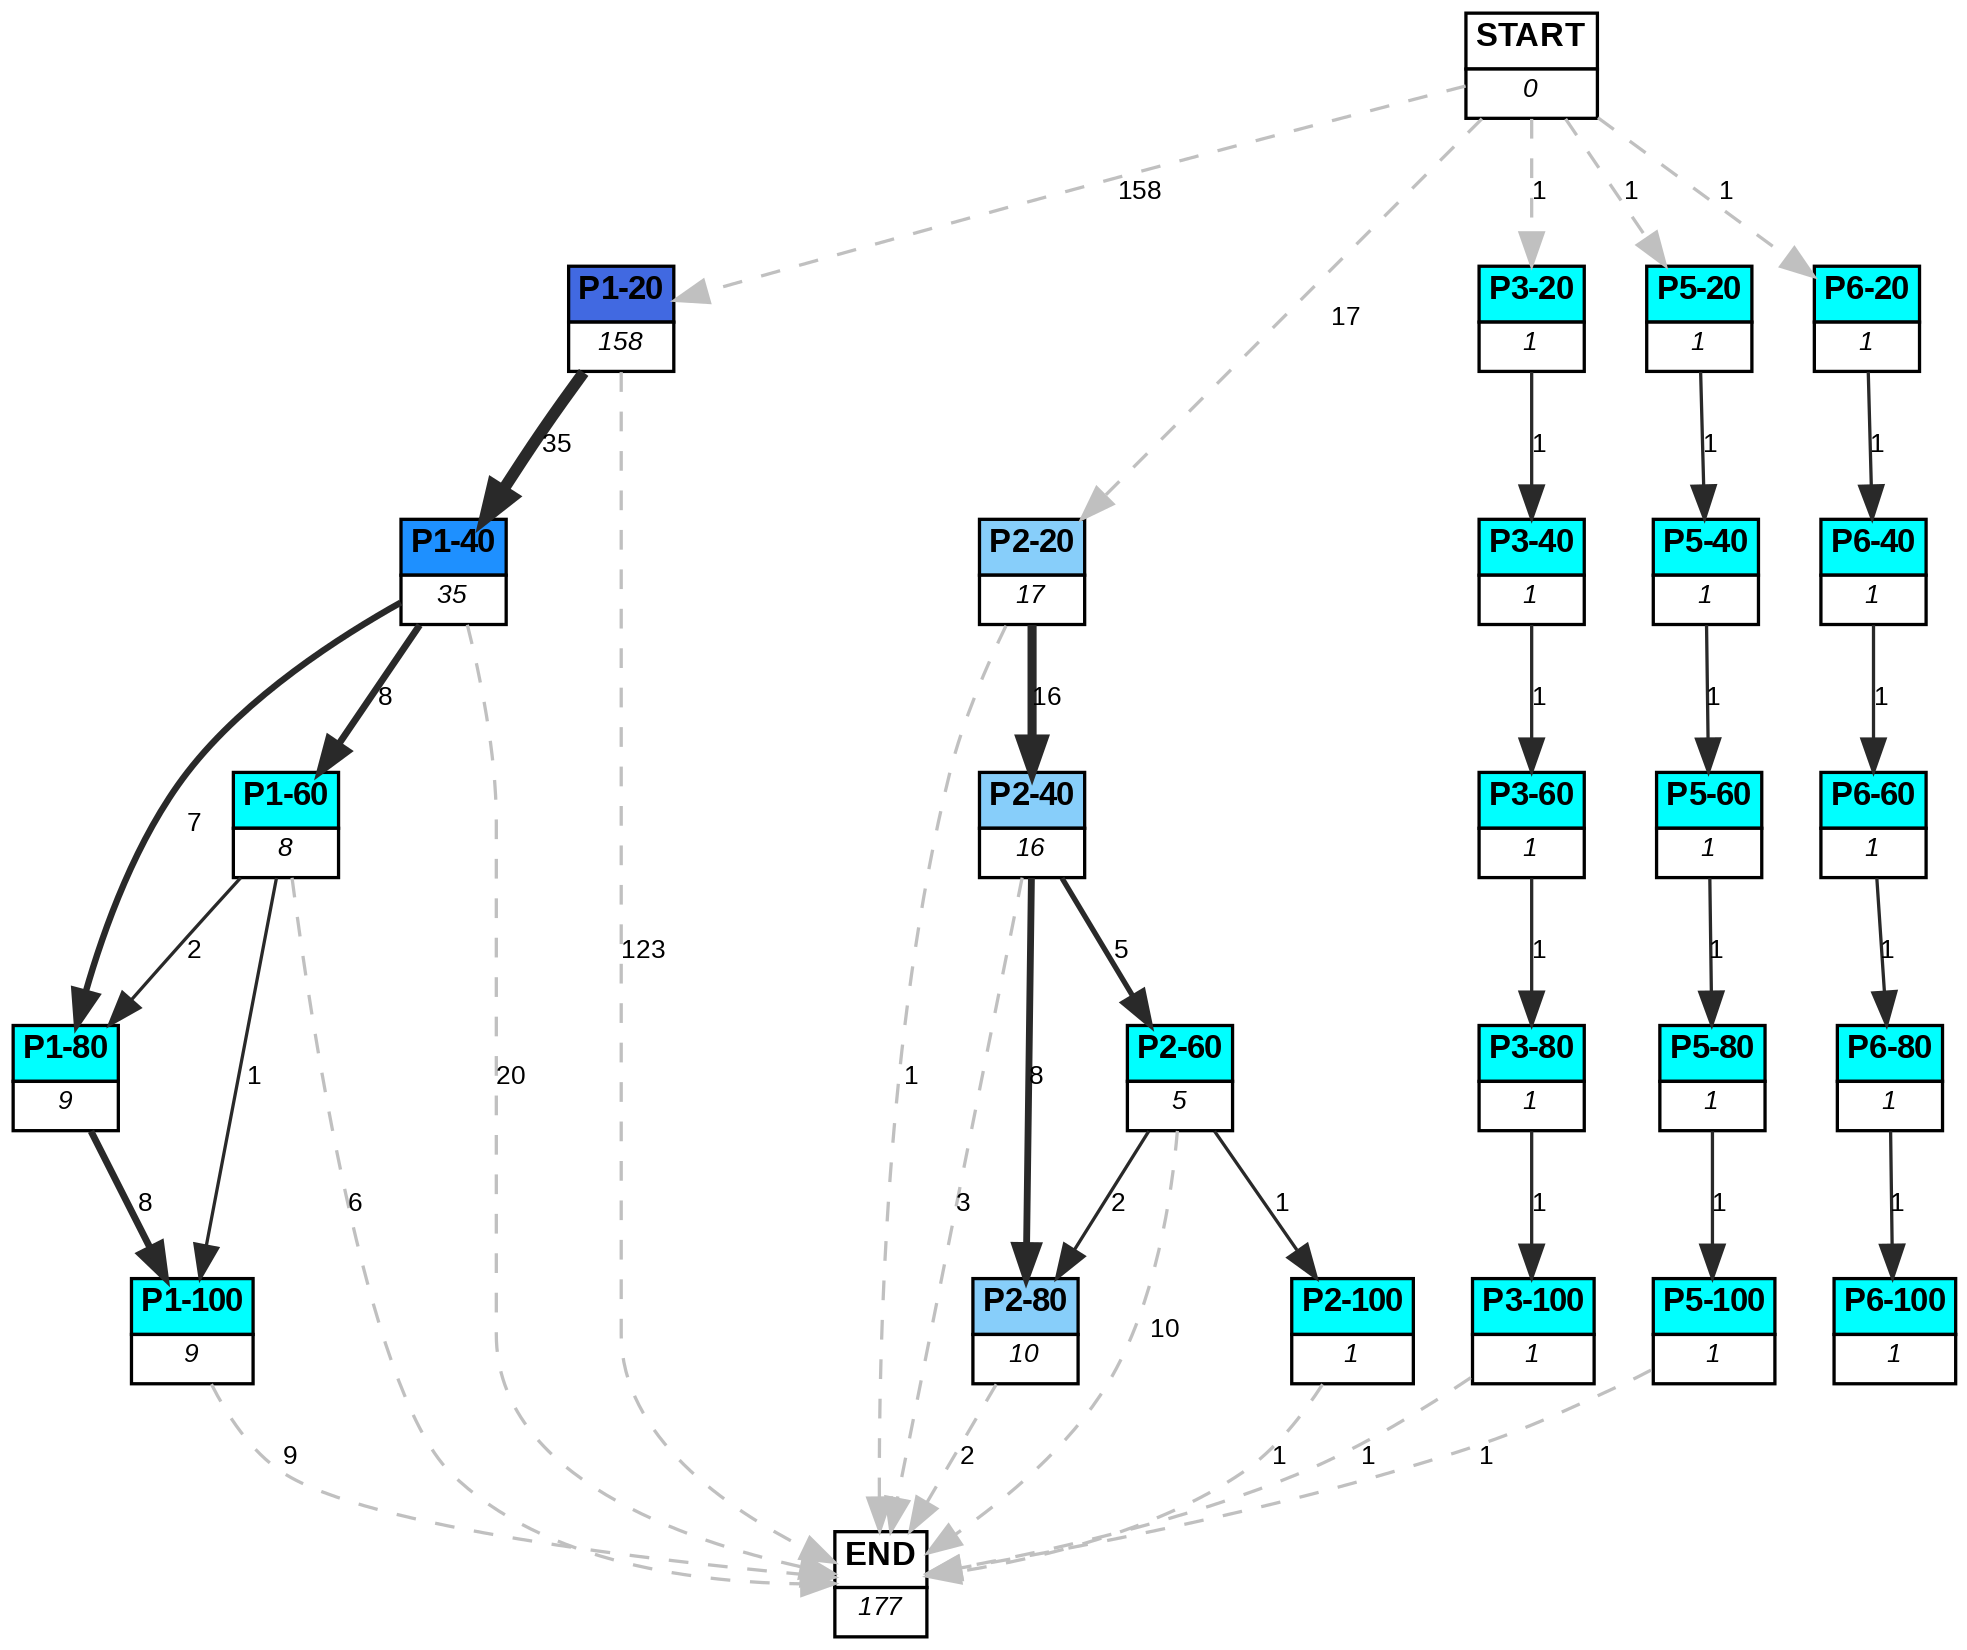 START
0
158
1
1
1
P1-20
158
P3-20
1
P5-20
1
P6-20
1
17
35
1
1
1
P1-40
35
P2-20
17
P3-40
1
P5-40
1
P6-40
1
8
16
1
1
1
P1-60
8
P2-40
16
P3-60
1
P5-60
1
P6-60
1
7
2
123
5
1
1
1
P1-80
9
P2-60
5
P3-80
1
P5-80
1
P6-80
1
1
20
1
8
8
6
3
2
1
1
1
1
P1-100
9
P2-80
10
P2-100
1
P3-100
1
P5-100
1
P6-100
1
10
9
2
1
1
1
END
177